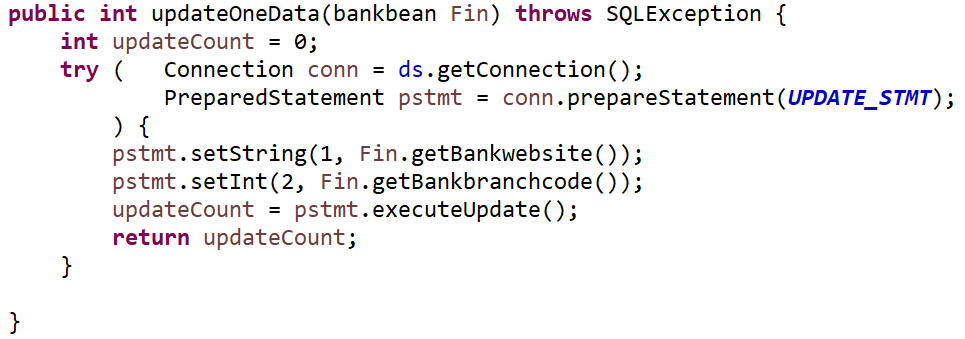 public int updateOneData(bankbean Fin) throws SQLException {
    int updateCount = 0;
    try (   Connection conn = ds.getConnection();
            PreparedStatement pstmt = conn.prepareStatement(UPDATE_STMT);
        ) {
        pstmt.setString(1, Fin.getBankwebsite());
        pstmt.setInt(2, Fin.getBankbranchcode());
        updateCount = pstmt.executeUpdate();
        return updateCount;
    }

}